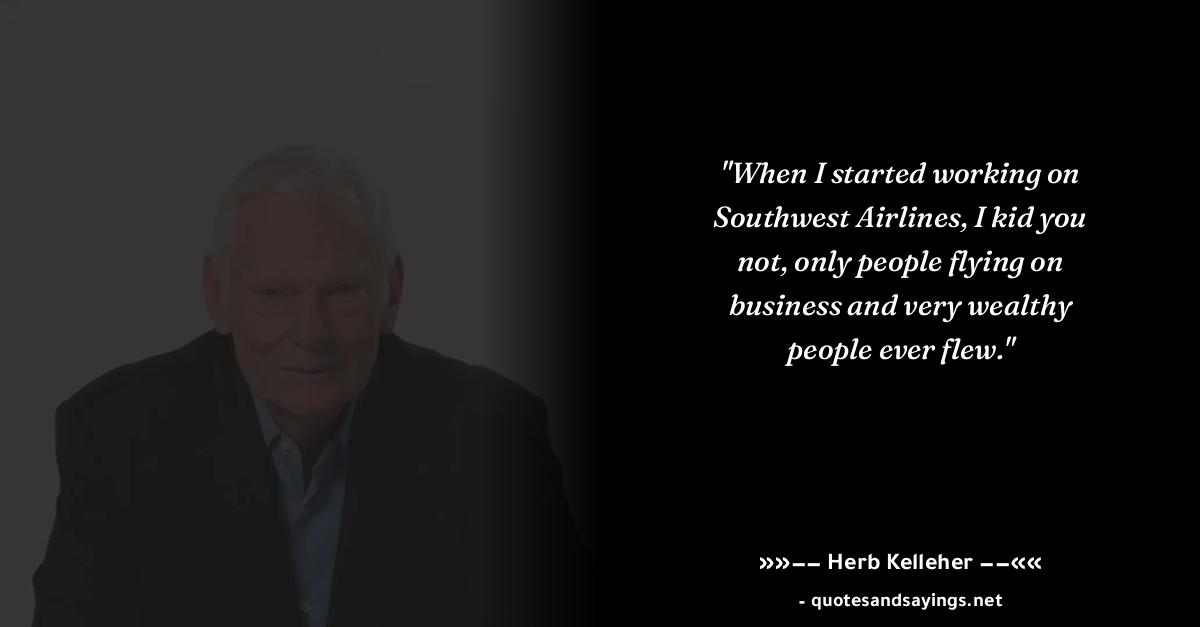 "When I started working on
Southwest Airlines, I kid you
not, only people flying on
business and very wealthy
people ever flew."
»»−− Herb Kelleher −−««
- quotesandsayings.net